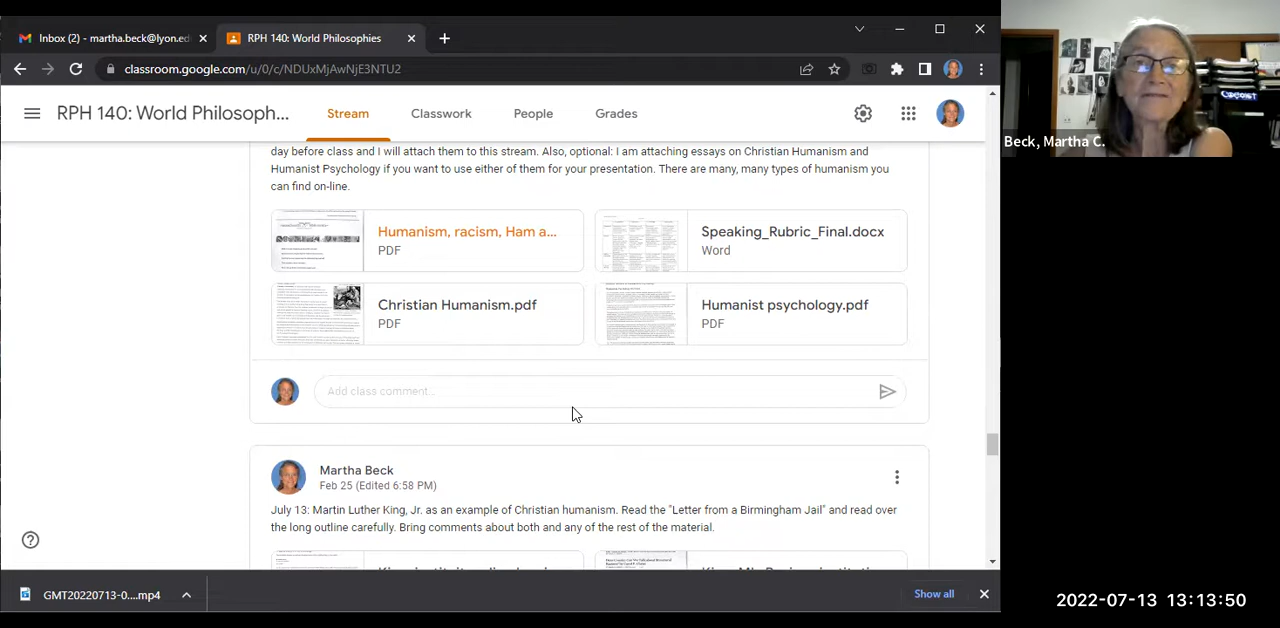 Inbox (2) - martha.beck@lyon.ed
RPH 140: World Philosophies
classroom.google.com/u/0/c/NDUxMjAwNjE3NTU2
RPH 140: World Philosoph...
Stream
Classwork
People
Grades
day before class and I will attach them to this stream. Also, optional: I am attaching essays on Christian Humanism and
Humanist Psychology if you want to use either of them for your presentation. There are many, many types of humanism you
can find on-line.
Humanism, racism, Ham a...
PDF
Speaking_Rubric_Final.docx
Word
Christian Humanism.pdf
PDF
Humanist psychology.pdf
PDF
Add class comment...
Martha Beck
Feb 25 (Edited 6:58 PM)
July 13: Martin Luther King, Jr. as an example of Christian humanism. Read the "Letter from a Birmingham Jail" and read over
the long outline carefully. Bring comments about both and any of the rest of the material.
GMT20220713-0....mp4
Show all
Beck, Martha C.
2022-07-13 13:13:50